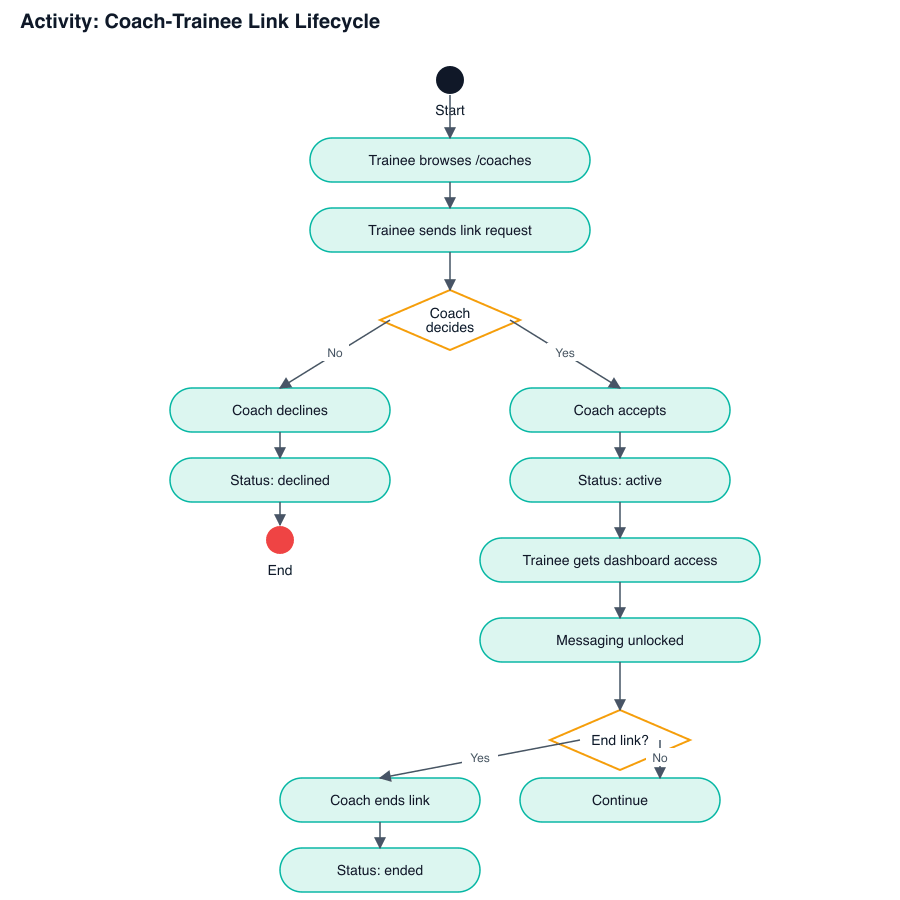 Activity: Coach-Trainee Link Lifecycle
Start
Trainee browses /coaches
Trainee sends link request
Coach
decides
No
Yes
Coach declines
Coach accepts
Status: declined
Status: active
End
Trainee gets dashboard access
Messaging unlocked
End link?
Yes
No
Coach ends link
Continue
Status: ended